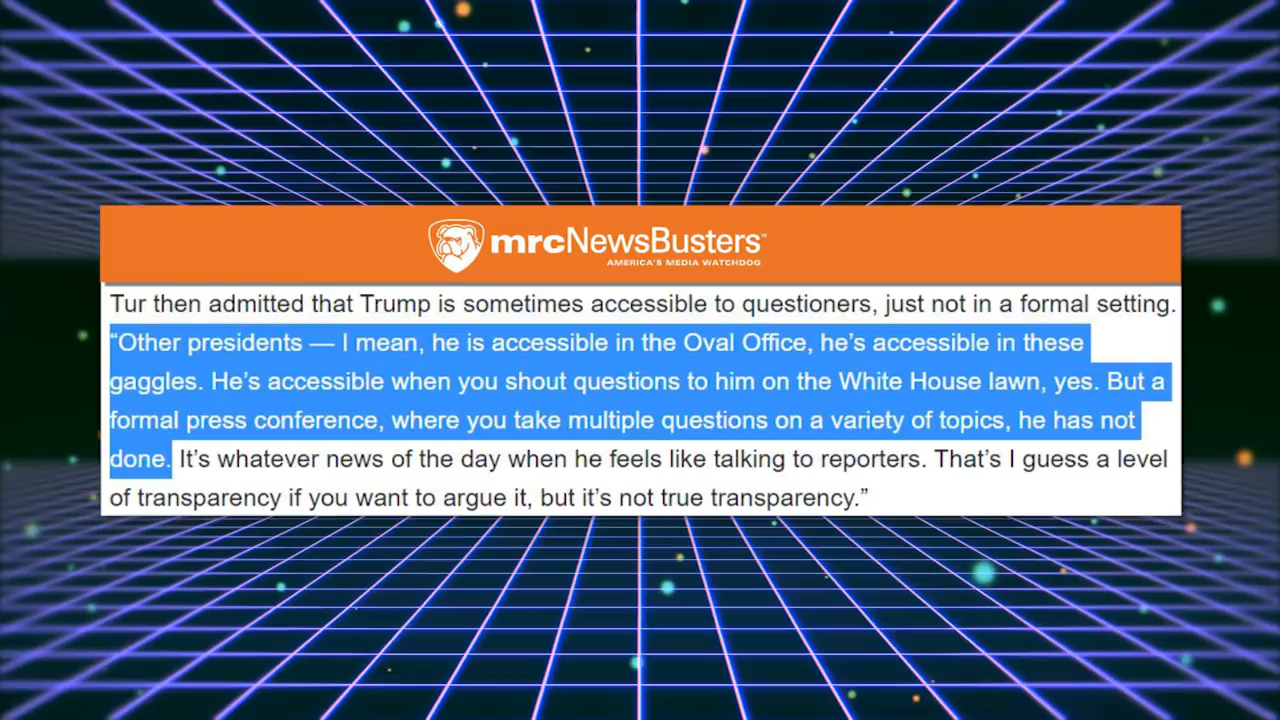 mrcNewsBusters™
AMERICA'S MEDIA WATCHDOG
Tur then admitted that Trump is sometimes accessible to questioners, just not in a formal setting.
“Other presidents — I mean, he is accessible in the Oval Office, he’s accessible in these
gaggles. He’s accessible when you shout questions to him on the White House lawn, yes. But a
formal press conference, where you take multiple questions on a variety of topics, he has not
done. It’s whatever news of the day when he feels like talking to reporters. That’s I guess a level
of transparency if you want to argue it, but it’s not true transparency.”